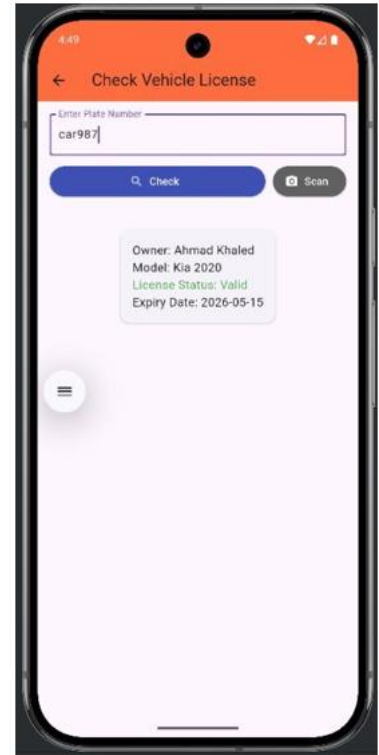 4:49
Check Vehicle License
Enter Plate Number
car987
Check
Scan
Owner: Ahmad Khaled
Model: Kia 2020
License Status: Valid
Expiry Date: 2026-05-15